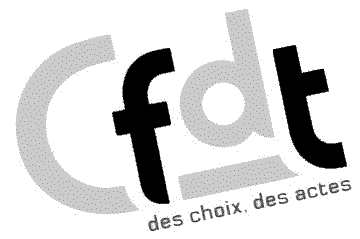 Cfdt
des choix, des actes